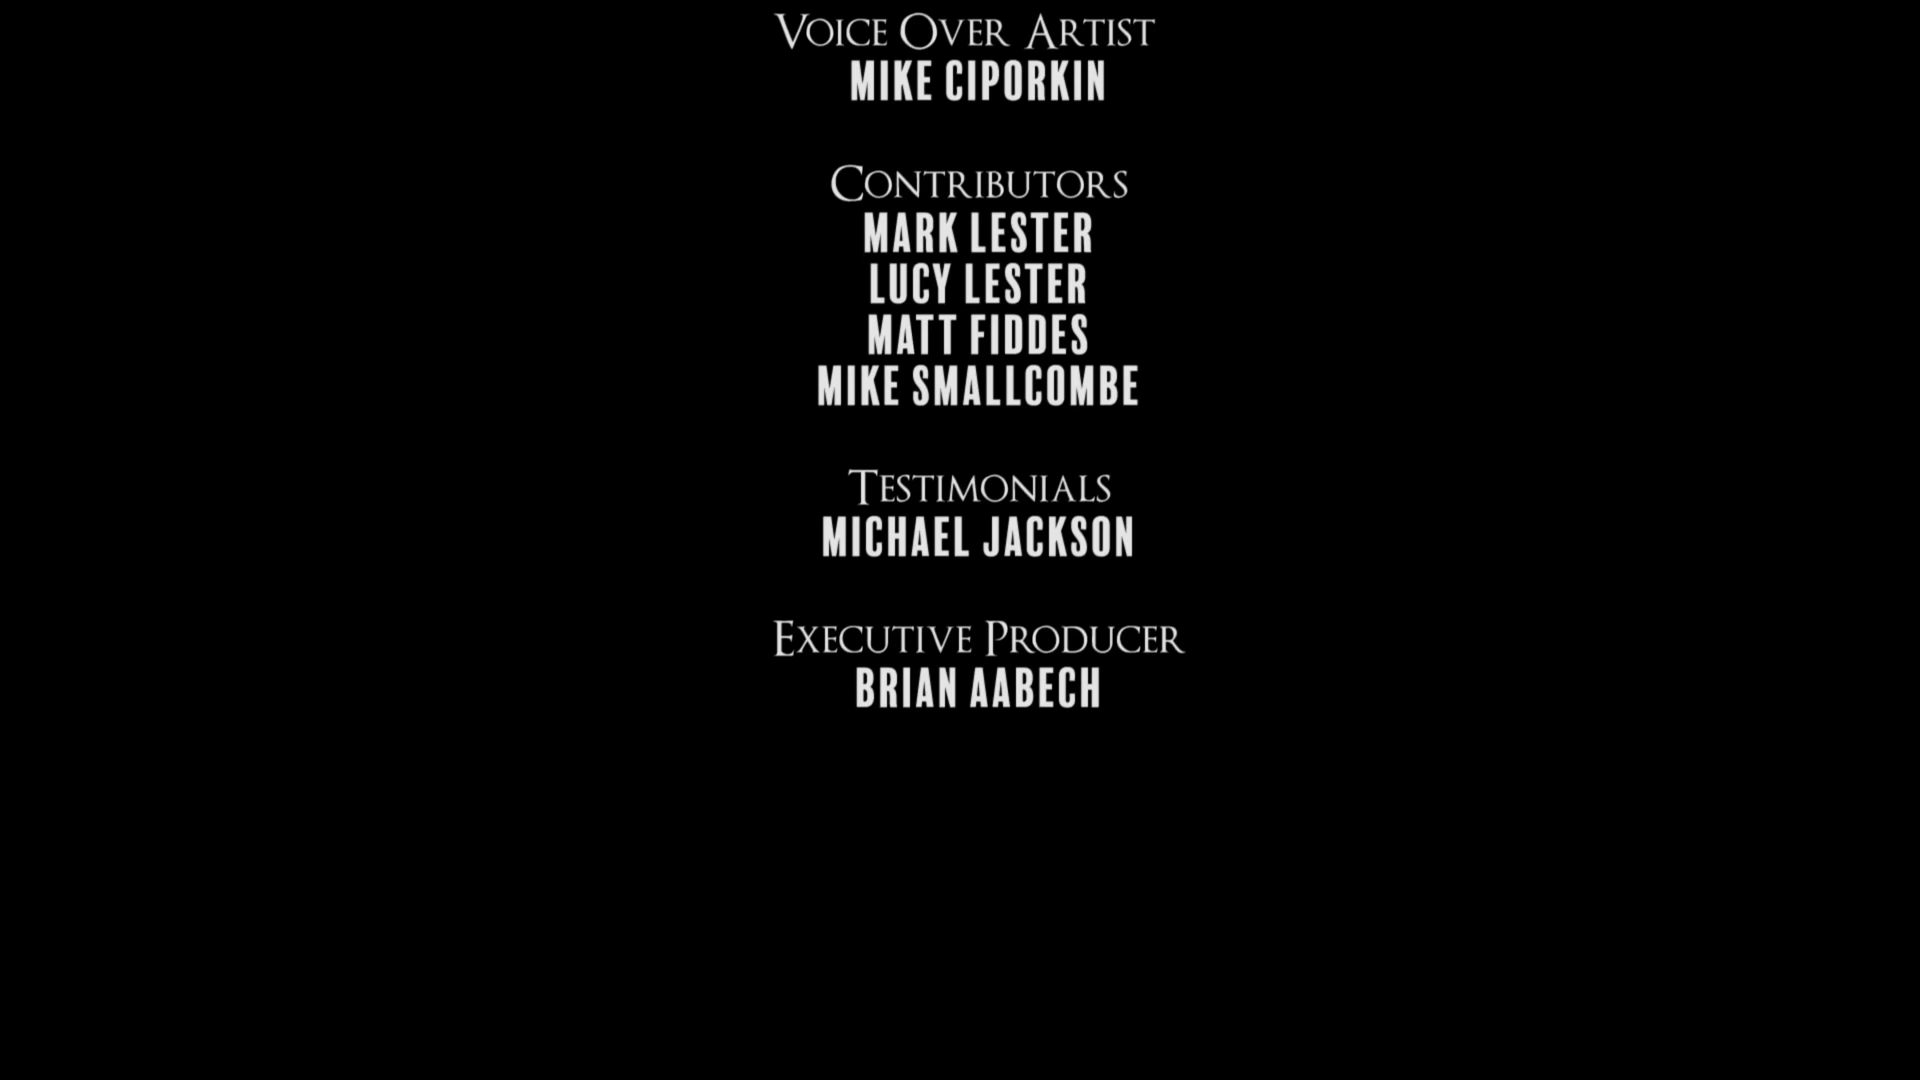 Voice Over Artist
MIKE CIPORKIN
Contributors
MARK LESTER
LUCY LESTER
MATT FIDDES
MIKE SMALLCOMBE
Testimonials
MICHAEL JACKSON
Executive Producer
BRIAN AABECH